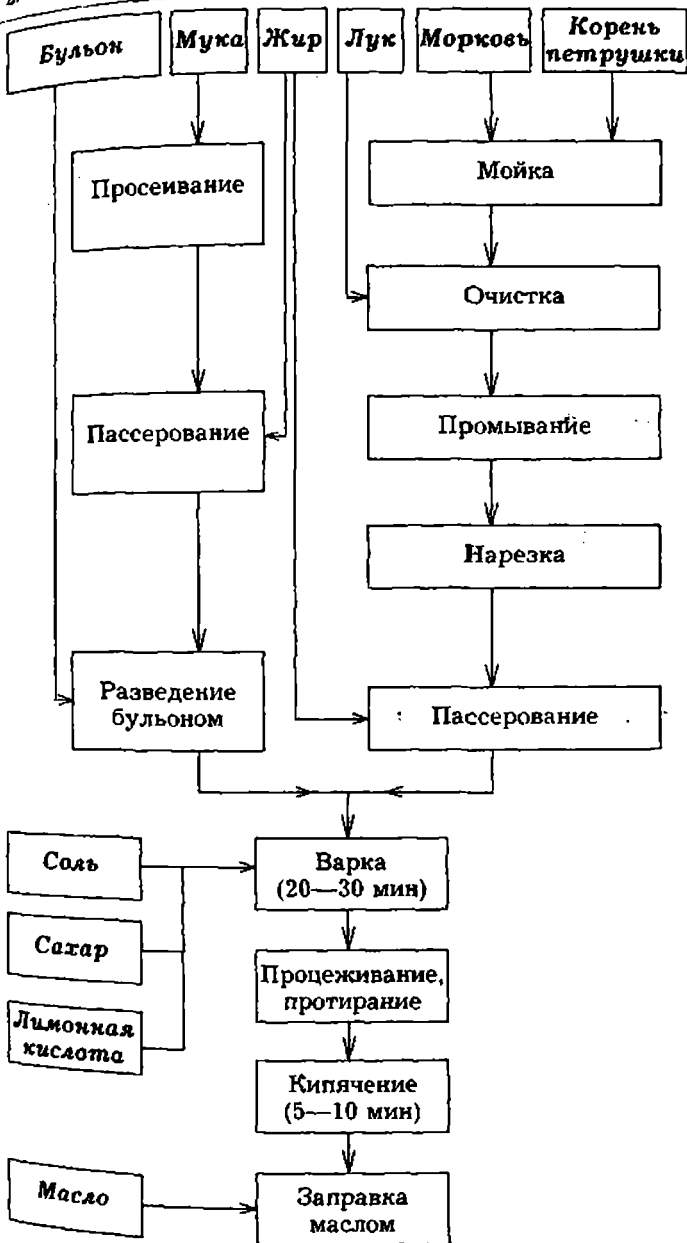 Бульон
Мука
Жир
Лук
Морковь
Корень
петрушки
Просеивание
Мойка
Очистка
Пассерование
Промывание
Нарезка
Разведение
бульоном
Пассерование
Соль
Варка
(20—30 мин)
Сахар
Процеживание,
протирание
Лимонная
кислота
Кипячение
(5—10 мин)
Масло
Заправка
маслом